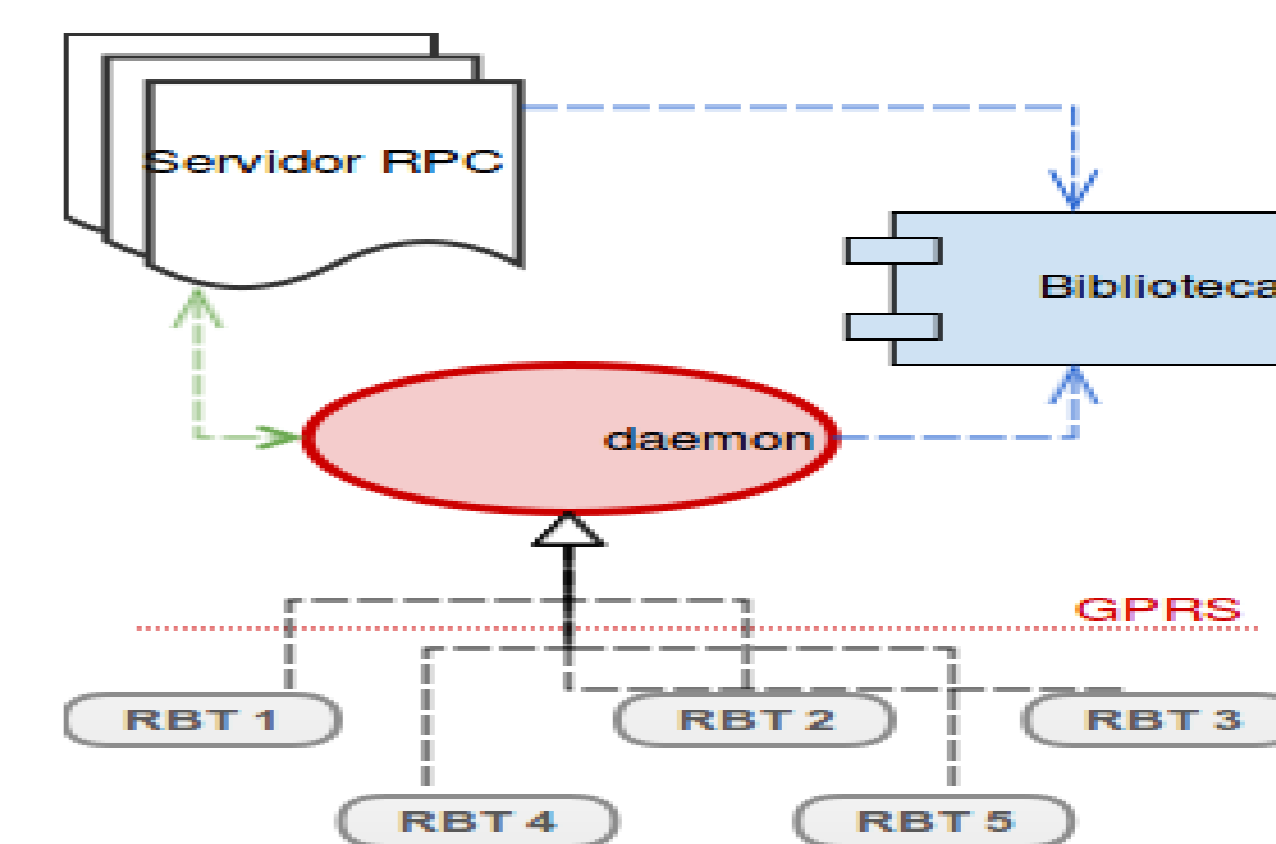 Servidor RPC
Biblioteca
daemon
GPRS
RBT 1
RBT 2
RBT 3
RBT 4
RBT 5